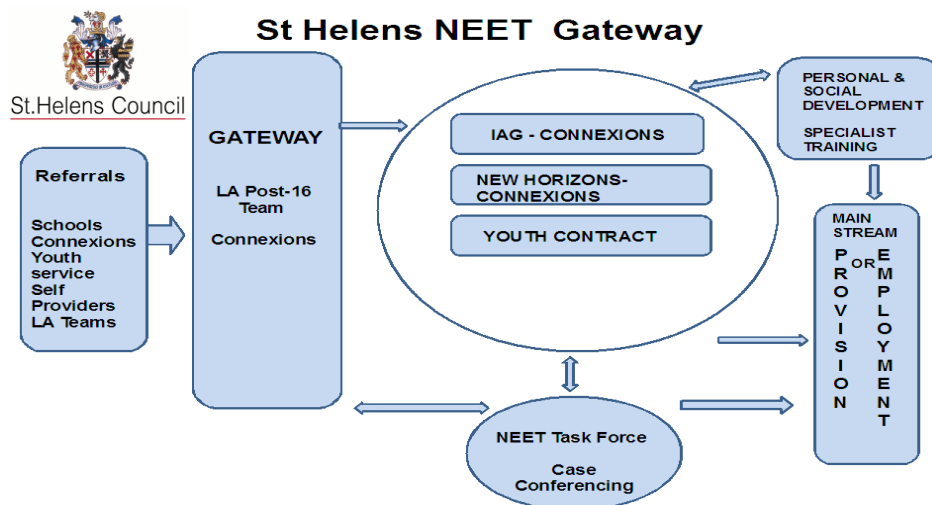 St Helens NEET Gateway
St.Helens Council
Referrals
Schools
Connexions
Youth
service
Self
Providers
LA Teams
GATEWAY
LA Post-16
Team
Connexions
IAG - CONNEXIONS
NEW HORIZONS-
CONNEXIONS
YOUTH CONTRACT
NEET Task Force
Case
Conferencing
PERSONAL &
SOCIAL
DEVELOPMENT
SPECIALIST
TRAINING
MAIN
STREAM
PROVISION
OR
EMPLOYMENT